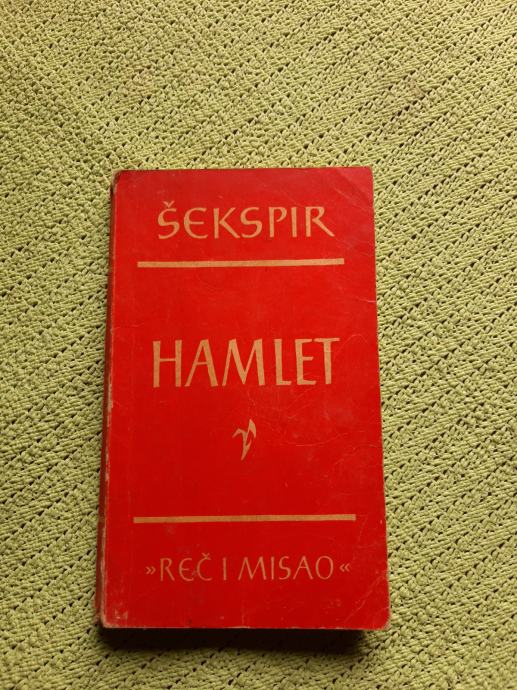 ŠEKSPIR
HAMLET
»REČ I MISAO«